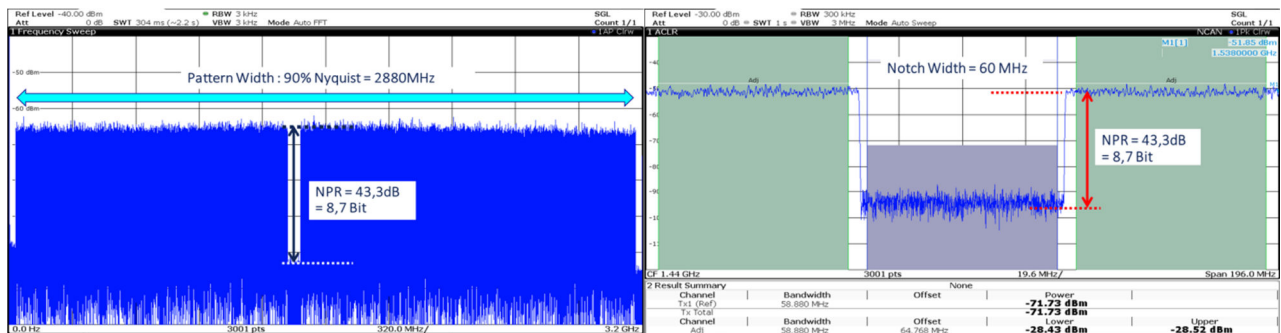 Ref Level -40.00 dBm RBW 3 kHz SGL
Att 0 dB SWT 304 ms (~2.2 s) VBW 3 kHz Mode Auto FFT Count 1/1
1 Frequency Sweep 1AP Clrw
-50 dBm
Pattern Width : 90% Nyquist = 2880MHz
-60 dBm
NPR = 43,3dB
= 8,7 Bit
0.0 Hz 3001 pts 320.0 MHz/ 3.2 GHz
Ref Level -30.00 dBm RBW 300 kHz SGL
Att 0 dB SWT 1 s VBW 3 MHz Mode Auto Sweep Count 1/1
1 ACLR NCAN 1Pk Clrw
M1[1] -51.85 dBm
1.5380000 GHz
Notch Width = 60 MHz
Adj Adj
NPR = 43,3dB
= 8,7 Bit
CF 1.44 GHz 3001 pts 19.6 MHz/ Span 196.0 MHz
2 Result Summary None
Channel Bandwidth Offset Power
Tx1 (Ref) 58.880 MHz -71.73 dBm
Tx Total -71.73 dBm
Channel Bandwidth Offset Lower Upper
Adj 58.880 MHz 64.768 MHz -28.43 dBm -28.52 dBm